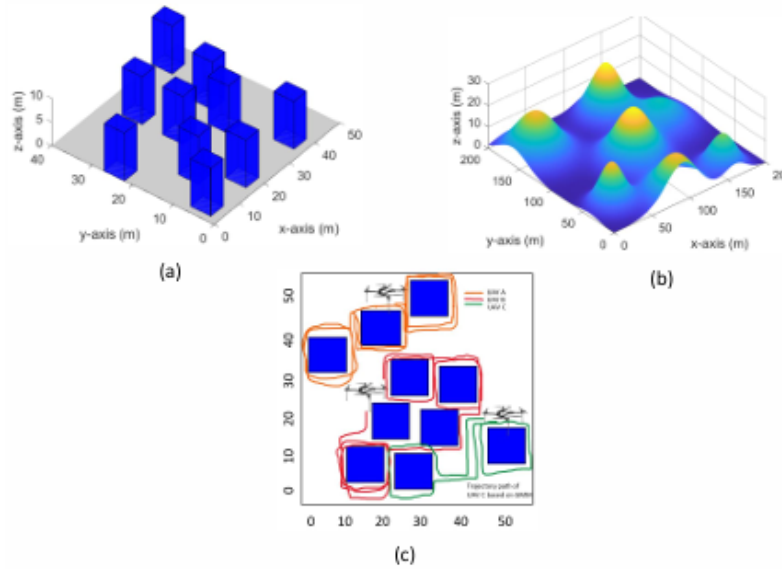 z-axis (m)
10
5
0
40
30
20
10
0
y-axis (m)
50
40
30
20
10
0
x-axis (m)
(a)
z-axis (m)
30
20
10
0
200
150
100
50
0
y-axis (m)
150
100
50
0
x-axis (m)
(b)
UAV A
UAV B
UAV C
50
40
30
20
10
0
Trajectory path of
UAV C based on
0 10 20 30 40 50
(c)